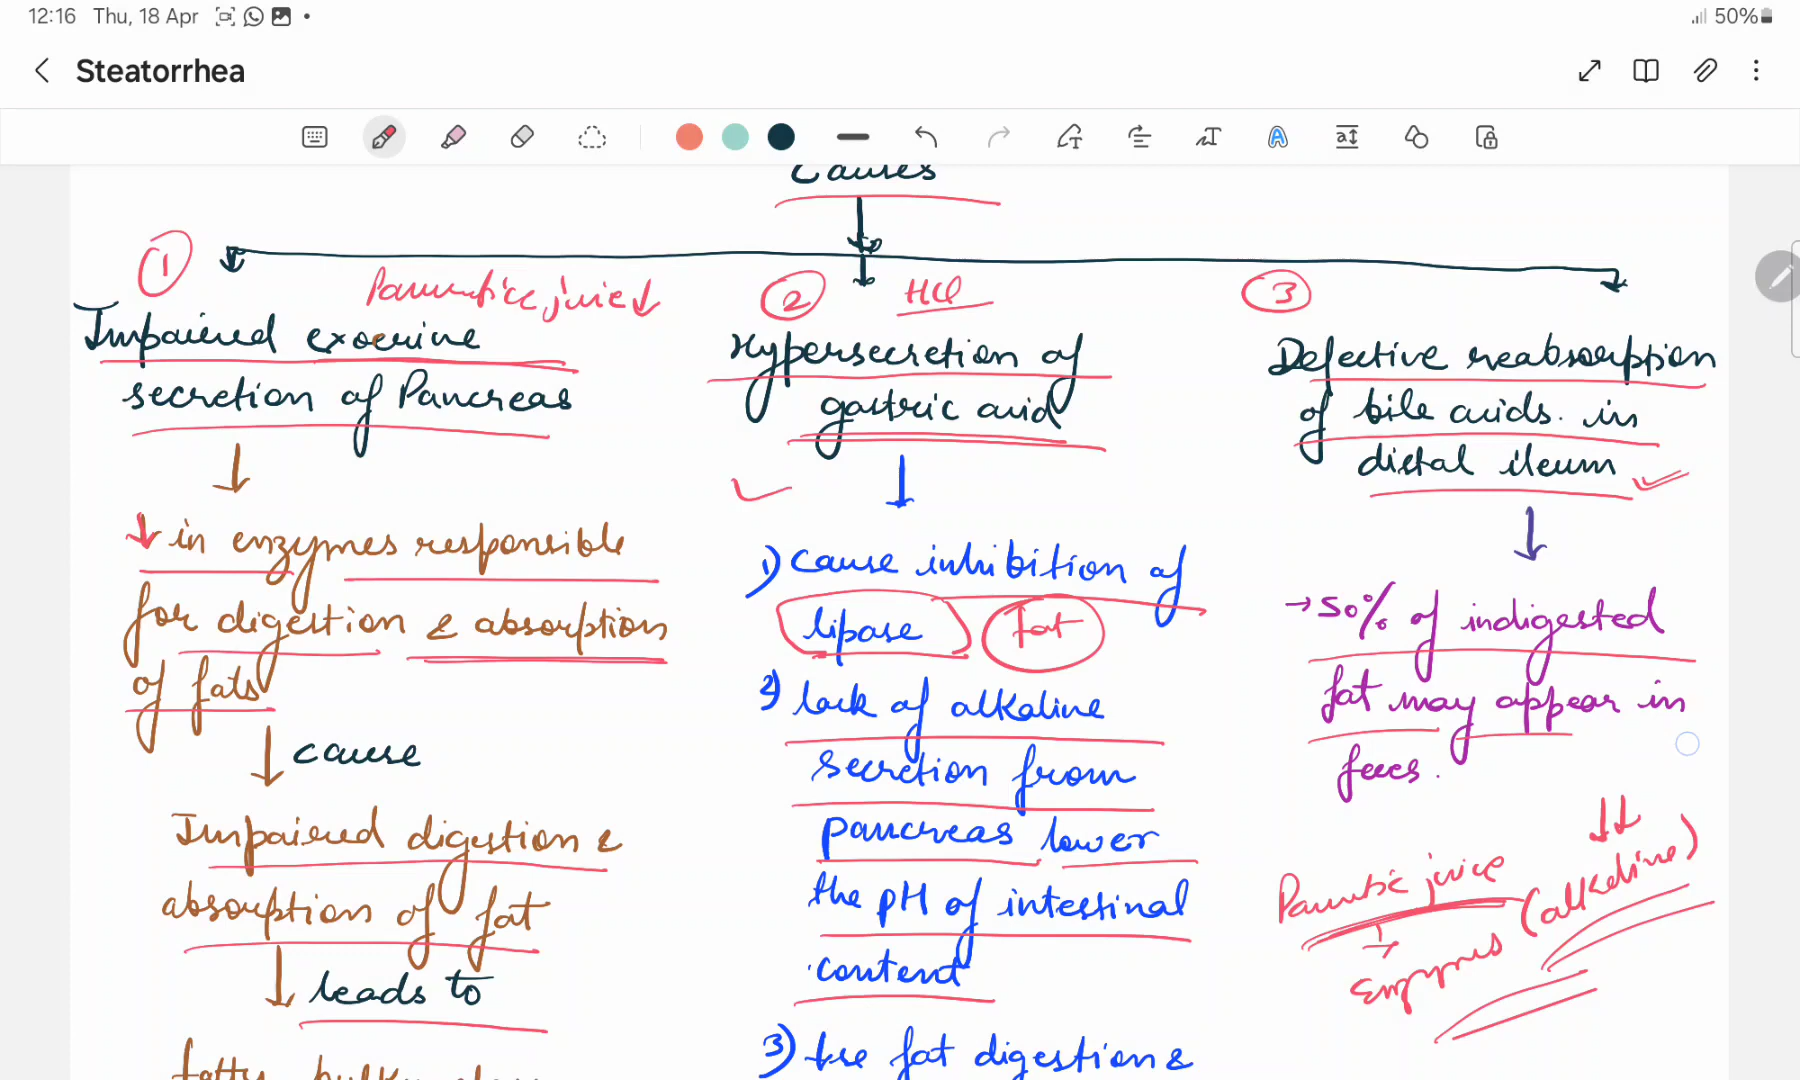 12:16 Thu, 18 Apr
50%
Steatorrhea
Causes
1
Pancreatice juice ↓
2
HCl
3
Impaired exocrine
secretion of Pancreas
Hypersecretion of
gastric acid
Defective reabsorption
of bile acids. in
distal ileum
↓ in enzymes responsible
for digestion & absorption
of fats
cause
Impaired digestion &
absorption of fat
leads to
fatty bulky
1) cause inhibition of
lipase
fat
2) lack of alkaline
secretion from
pancreas lower
the pH of intestinal
content
3) the fat digestion &
→ 50% of indigested
fat may appear in
feces.
Pancreatic juice (alkaline)
Enzymes